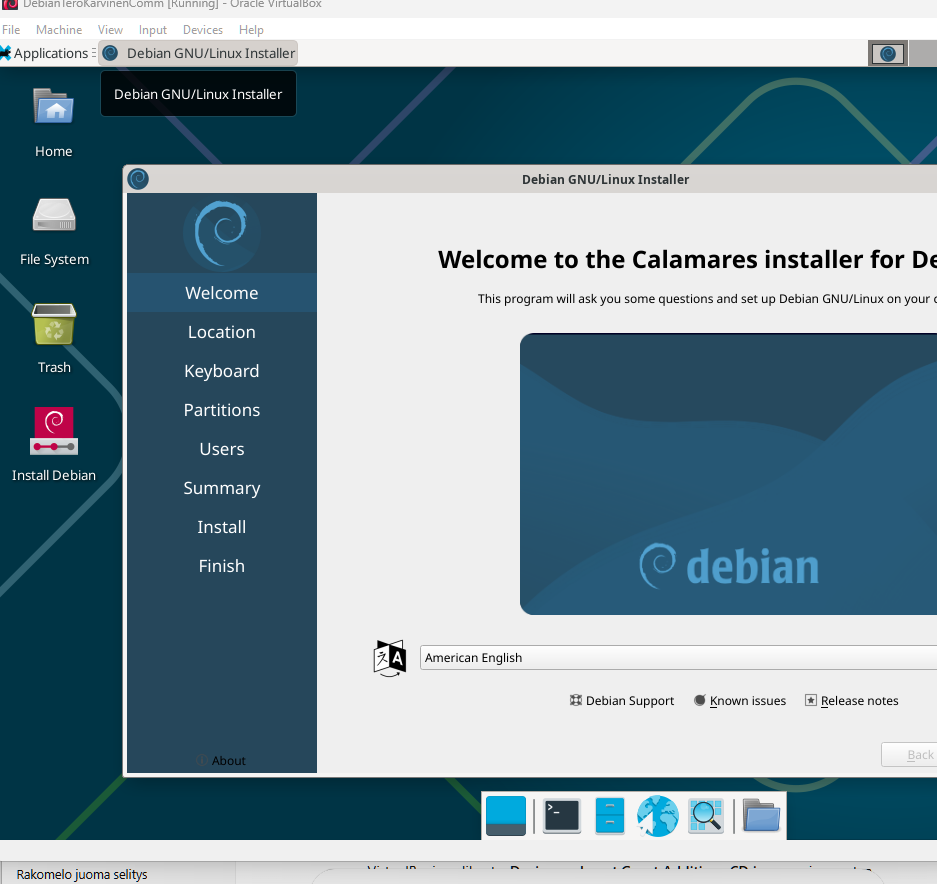 DebianTeroKarvinenComm [Running] - Oracle VirtualBox
File Machine View Input Devices Help
Applications Debian GNU/Linux Installer
Debian GNU/Linux Installer
Home
File System
Trash
Install Debian
Debian GNU/Linux Installer
Welcome
Location
Keyboard
Partitions
Users
Summary
Install
Finish
About
Welcome to the Calamares installer for De
This program will ask you some questions and set up Debian GNU/Linux on your
debian
American English
Debian Support Known issues Release notes
Back
Rakomelo juoma selitys